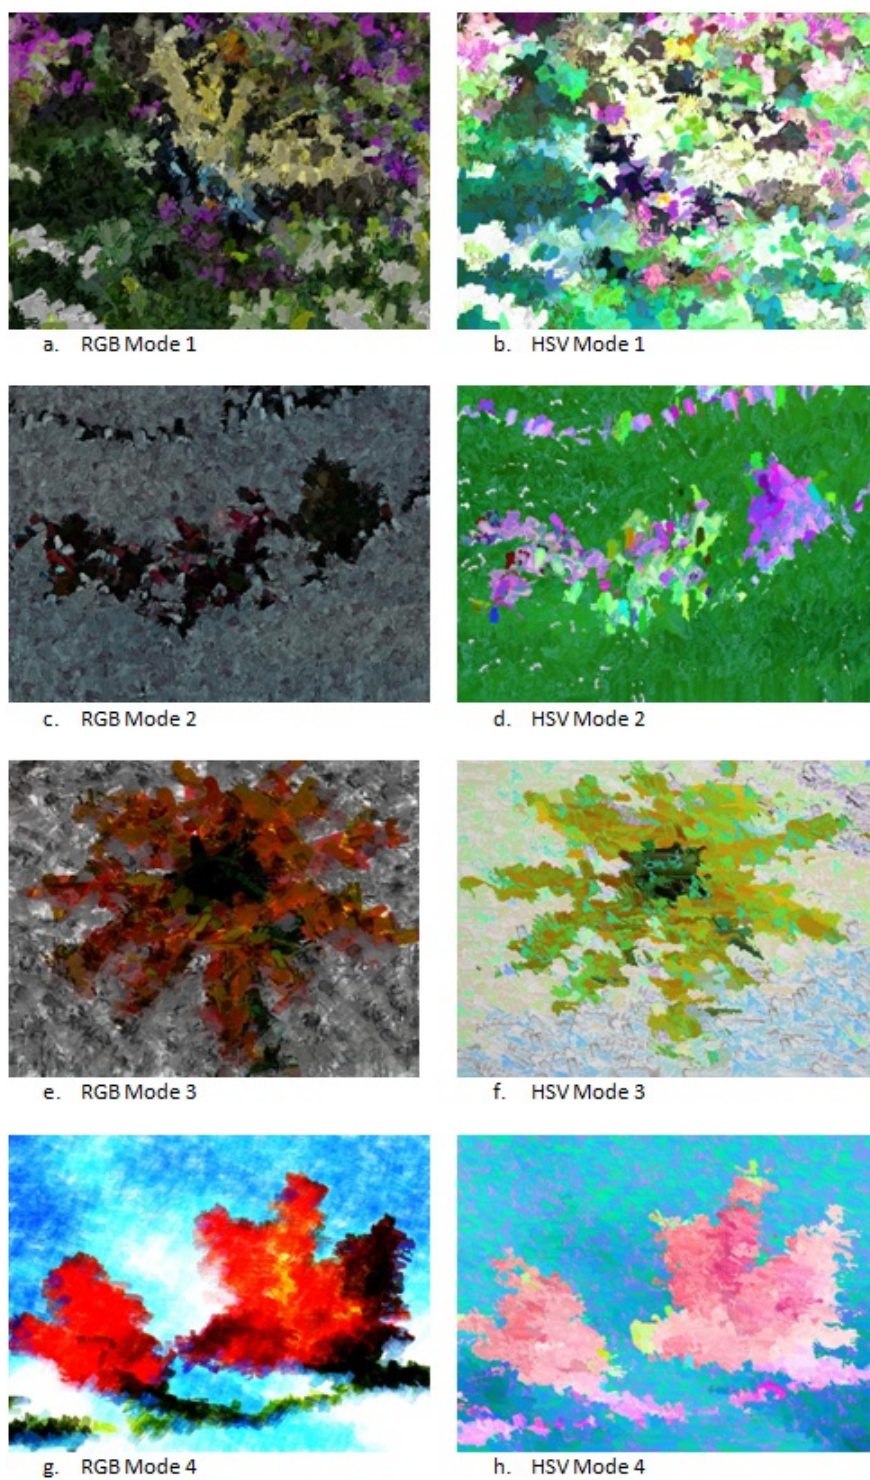 a. RGB Mode 1
b. HSV Mode 1
c. RGB Mode 2
d. HSV Mode 2
e. RGB Mode 3
f. HSV Mode 3
g. RGB Mode 4
h. HSV Mode 4